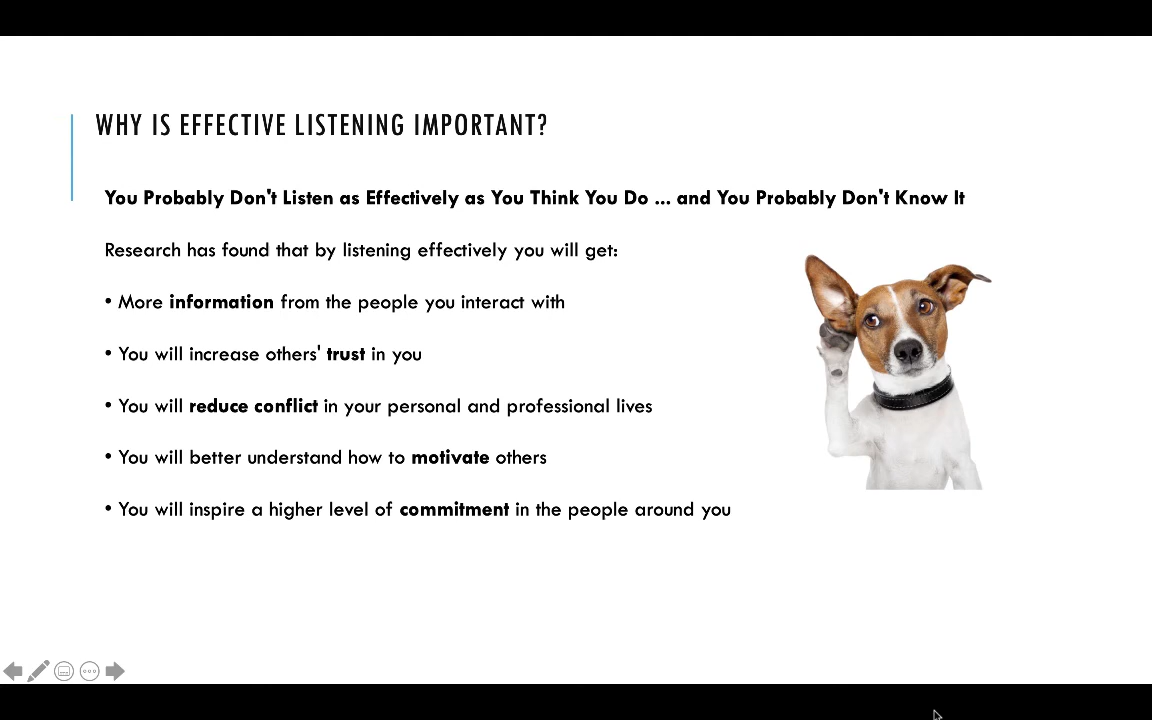 WHY IS EFFECTIVE LISTENING IMPORTANT?
You Probably Don't Listen as Effectively as You Think You Do ... and You Probably Don't Know It
Research has found that by listening effectively you will get:
• More information from the people you interact with
• You will increase others' trust in you
• You will reduce conflict in your personal and professional lives
• You will better understand how to motivate others
• You will inspire a higher level of commitment in the people around you